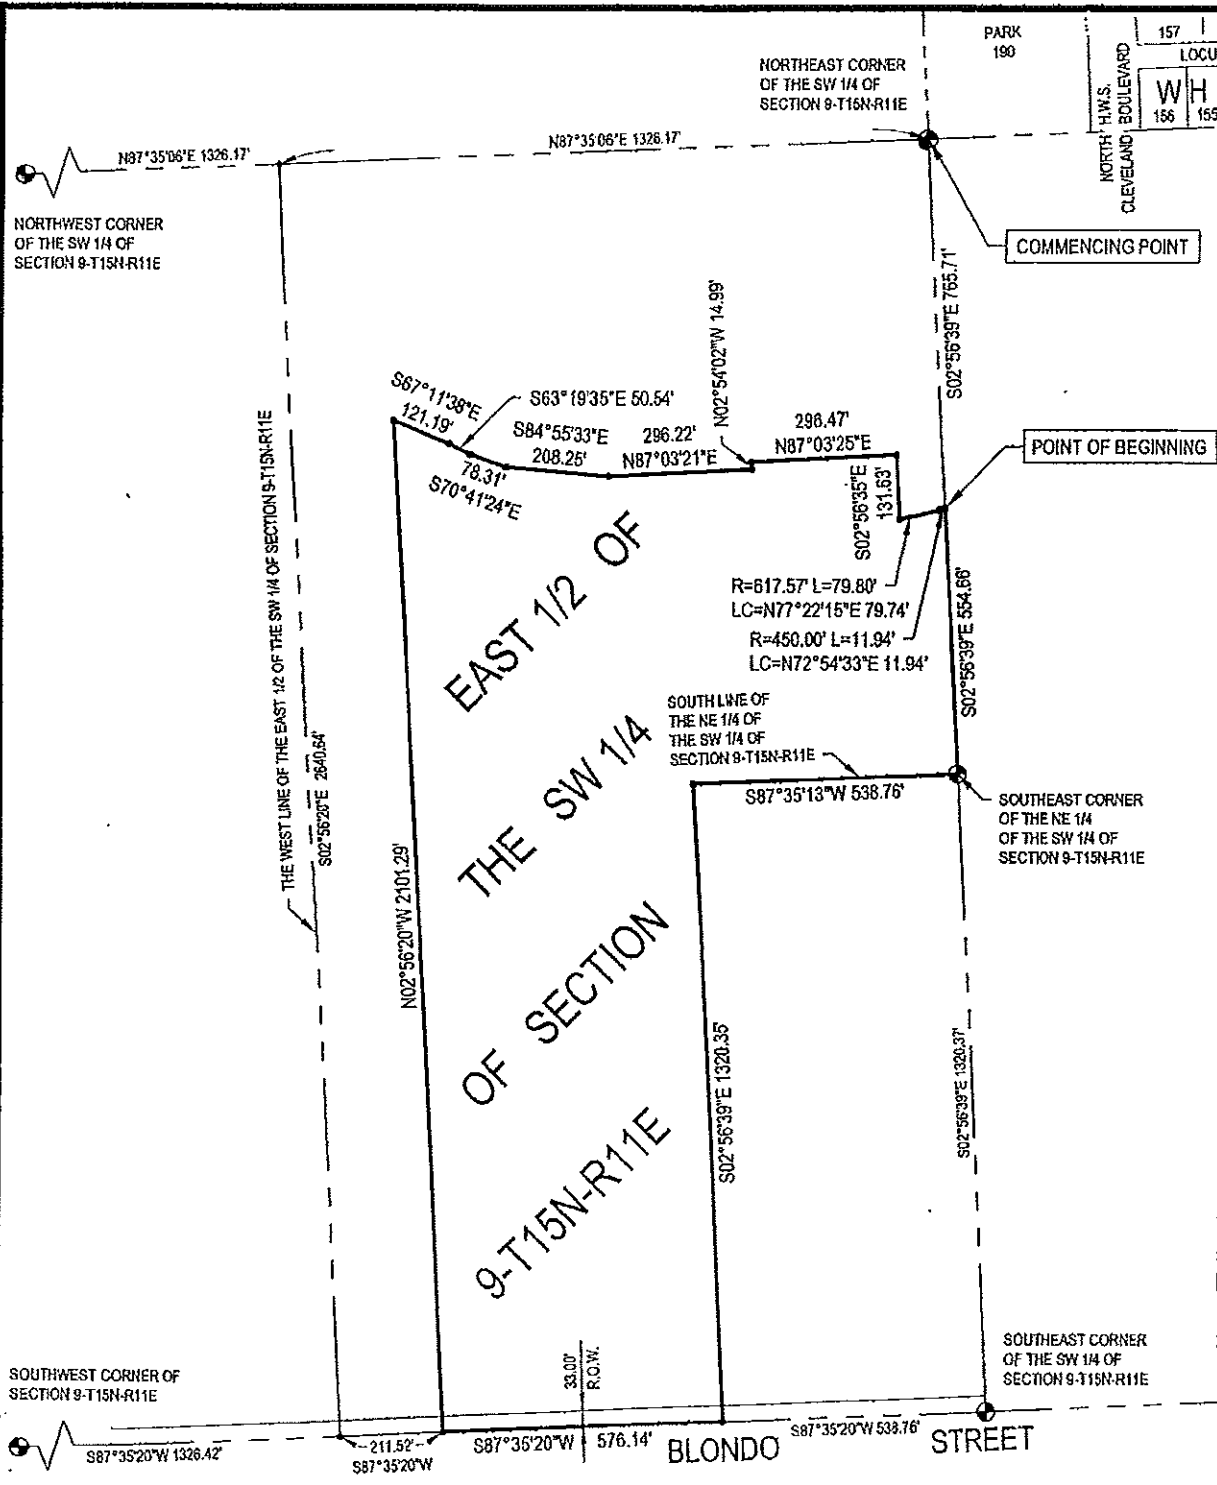 PARK
190
157
LOCU
W H
156
155
NORTH H.W.S.
CLEVELAND BOULEVARD
NORTHEAST CORNER
OF THE SW 1/4 OF
SECTION 9-T15N-R11E
N87°35'06"E 1326.17'
N87°35'06"E 1326.17'
NORTHWEST CORNER
OF THE SW 1/4 OF
SECTION 9-T15N-R11E
COMMENCING POINT
S02°56'39"E 765.71'
N02°54'02"W 14.99'
S67°11'38"E
121.19'
S63°19'35"E 50.54'
S84°55'33"E
208.25'
296.22'
N87°03'21"E
296.47'
N87°03'25"E
POINT OF BEGINNING
78.31'
S70°41'24"E
S02°56'35"E
131.63'
R=617.57' L=79.80'
LC=N77°22'15"E 79.74'
R=450.00' L=11.94'
LC=N72°54'33"E 11.94'
S02°56'39"E 554.66'
THE WEST LINE OF THE EAST 1/2 OF THE SW 1/4 OF SECTION 9-T15N-R11E
S02°56'20"E 2640.64'
EAST 1/2 OF
THE SW 1/4
OF SECTION
9-T15N-R11E
SOUTH LINE OF
THE NE 1/4 OF
THE SW 1/4 OF
SECTION 9-T15N-R11E
S87°35'13"W 538.76'
SOUTHEAST CORNER
OF THE NE 1/4
OF THE SW 1/4 OF
SECTION 9-T15N-R11E
N02°56'20"W 2101.29'
S02°56'39"E 1320.35'
S02°56'39"E 1320.37'
33.00'
R.O.W.
SOUTHWEST CORNER OF
SECTION 9-T15N-R11E
SOUTHEAST CORNER
OF THE SW 1/4 OF
SECTION 9-T15N-R11E
S87°35'20"W 1326.42'
211.52'
S87°35'20"W
S87°35'20"W 576.14'
S87°35'20"W 538.76'
BLONDO STREET